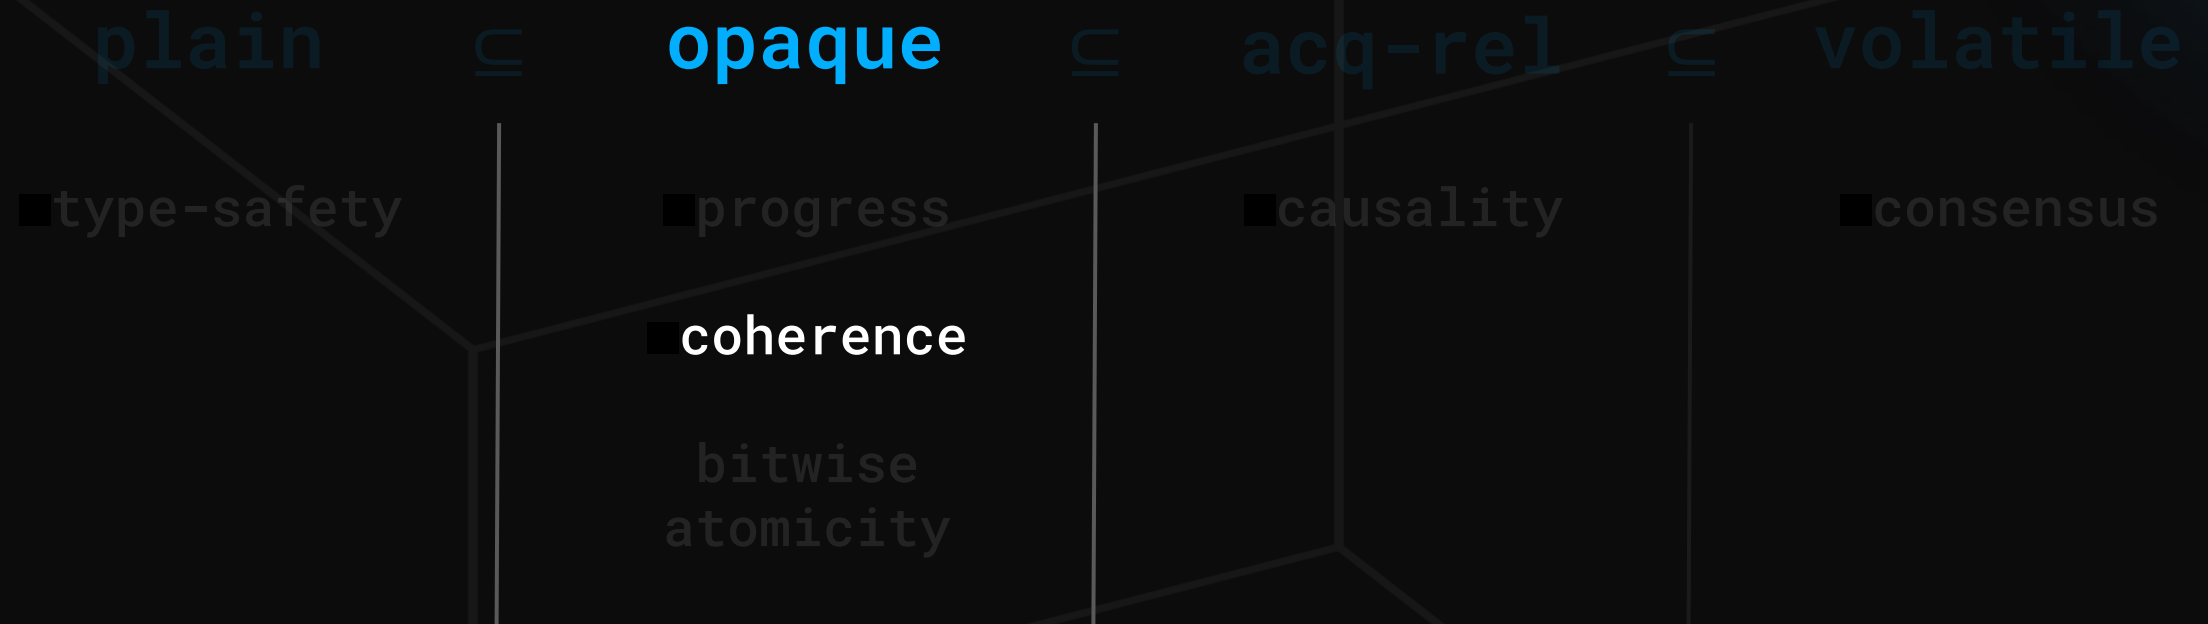 plain ⊆ opaque ⊆ acq-rel ⊆ volatile
type-safety progress causality consensus
coherence
bitwise
atomicity